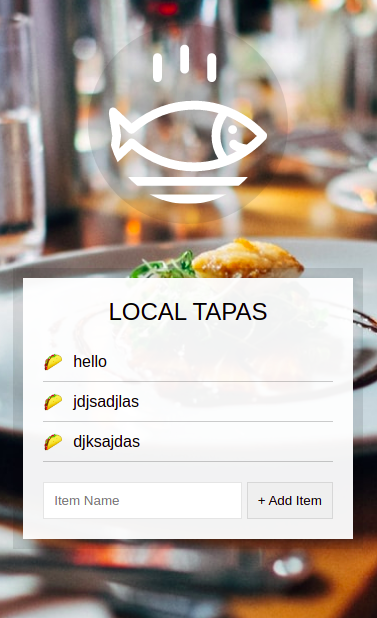 LOCAL TAPAS
hello
jdjsadjlas
djksajdas
Item Name
+ Add Item